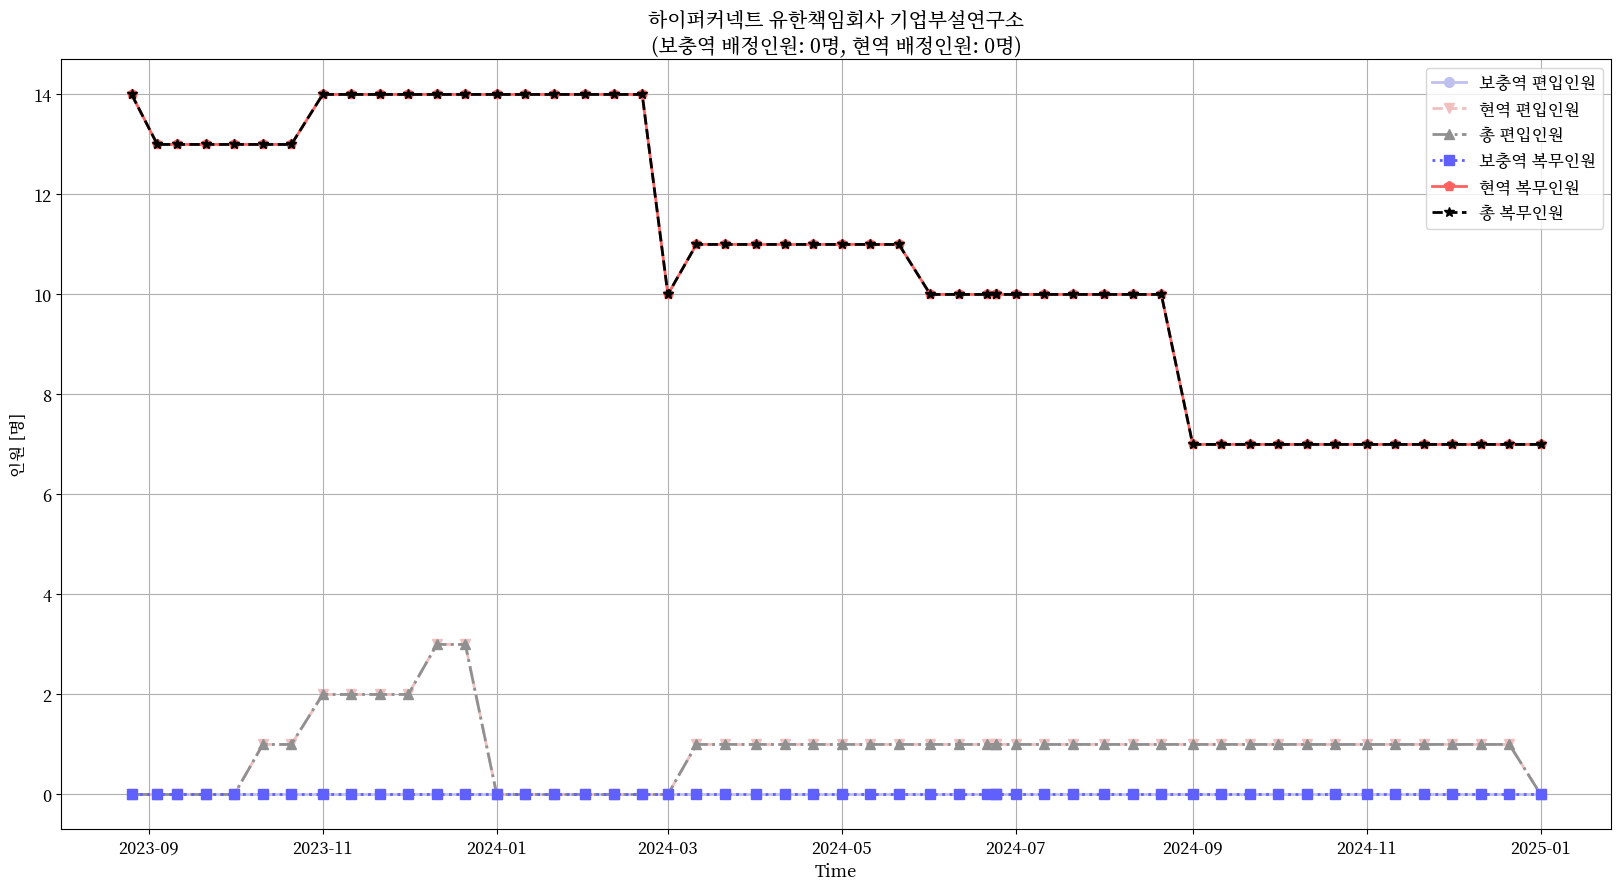 하이퍼커넥트 유한책임회사 기업부설연구소
(보충역 배정인원: 0명, 현역 배정인원: 0명)
보충역 편입인원
현역 편입인원
총 편입인원
보충역 복무인원
현역 복무인원
총 복무인원
14
12
10
8
6
4
2
0
인원 [명]
2023-09
2023-11
2024-01
2024-03
2024-05
2024-07
2024-09
2024-11
2025-01
Time